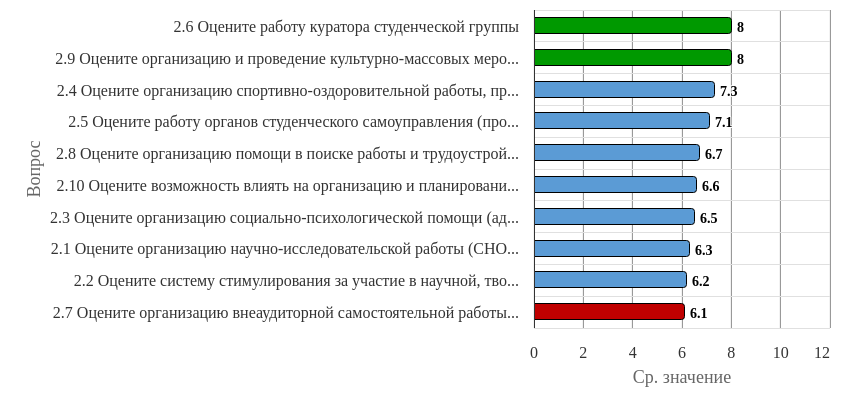 2.6 Оцените работу куратора студенческой группы 8
2.9 Оцените организацию и проведение культурно-массовых меро... 8
2.4 Оцените организацию спортивно-оздоровительной работы, пр... 7.3
2.5 Оцените работу органов студенческого самоуправления (про... 7.1
2.8 Оцените организацию помощи в поиске работы и трудоустрой... 6.7
2.10 Оцените возможность влиять на организацию и планировани... 6.6
2.3 Оцените организацию социально-психологической помощи (ад... 6.5
2.1 Оцените организацию научно-исследовательской работы (СНО... 6.3
2.2 Оцените систему стимулирования за участие в научной, тво... 6.2
2.7 Оцените организацию внеаудиторной самостоятельной работы... 6.1
Вопрос
0 2 4 6 8 10 12
Ср. значение